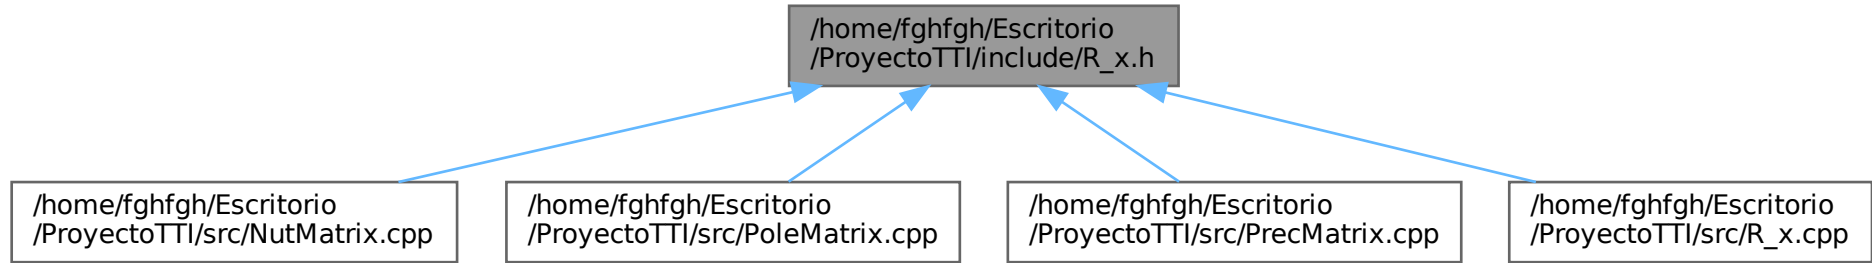 /home/fghfgh/Escritorio
/ProyectoTTI/include/R_x.h
/home/fghfgh/Escritorio
/ProyectoTTI/src/NutMatrix.cpp
/home/fghfgh/Escritorio
/ProyectoTTI/src/PoleMatrix.cpp
/home/fghfgh/Escritorio
/ProyectoTTI/src/PrecMatrix.cpp
/home/fghfgh/Escritorio
/ProyectoTTI/src/R_x.cpp